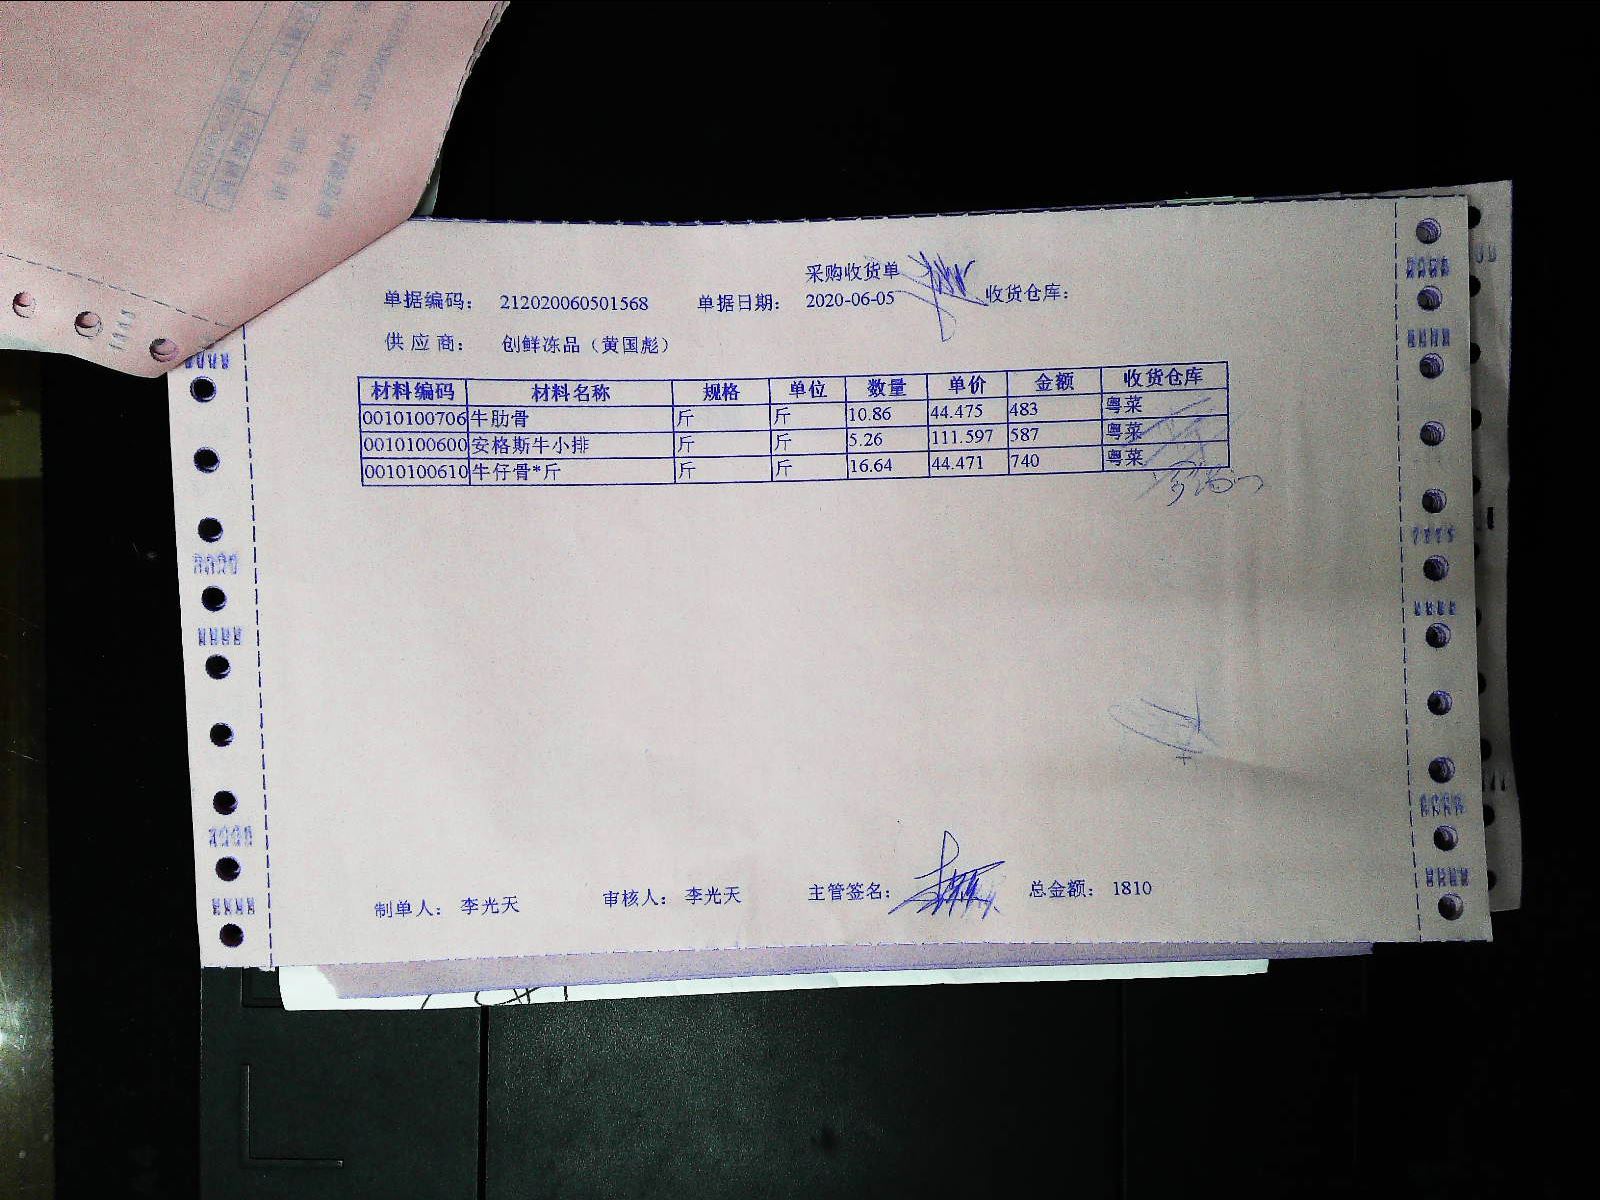 采购收货单
单据编码： 212020060501568 单据日期： 2020-06-05 收货仓库：
供 应 商： 创鲜冻品（黄国彪）
材料编码 材料名称 规格 单位 数量 单价 金额 收货仓库
0010100706 牛肋骨 斤 斤 10.86 44.475 483 粤菜
0010100600 安格斯牛小排 斤 斤 5.26 111.597 587 粤菜
0010100610 牛仔骨*斤 斤 斤 16.64 44.471 740 粤菜
制单人： 李光天 审核人： 李光天 主管签名： 总金额： 1810